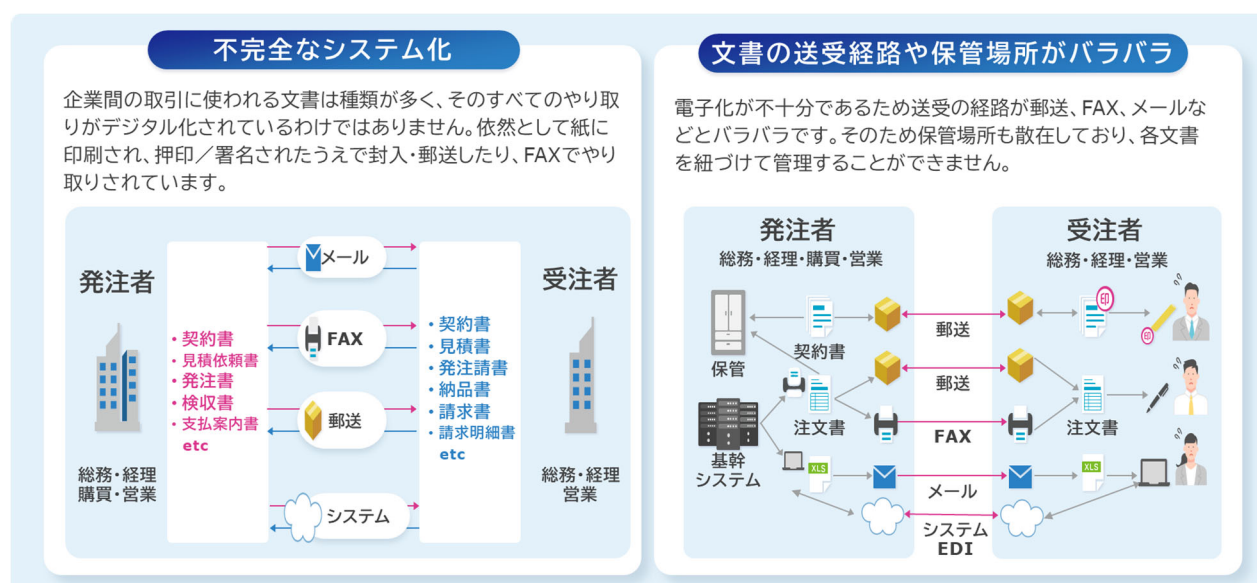 不完全なシステム化
企業間の取引に使われる文書は種類が多く、そのすべてのやり取
りがデジタル化されているわけではありません。依然として紙に
印刷され、押印／署名されたうえで封入・郵送したり、FAXでやり
取りされています。
発注者
総務・経理
購買・営業
・契約書
・見積依頼書
・発注書
・検収書
・支払案内書
etc
メール
FAX
郵送
システム
・契約書
・見積書
・発注請書
・納品書
・請求書
・請求明細書
etc
受注者
総務・経理
営業
文書の送受経路や保管場所がバラバラ
電子化が不十分であるため送受の経路が郵送、FAX、メールな
どとバラバラです。そのため保管場所も散在しており、各文書
を紐づけて管理することができません。
発注者
総務・経理・購買・営業
受注者
総務・経理・営業
保管
契約書
郵送
印
印
郵送
注文書
FAX
注文書
基幹
システム
XLS
メール
XLS
システム
EDI